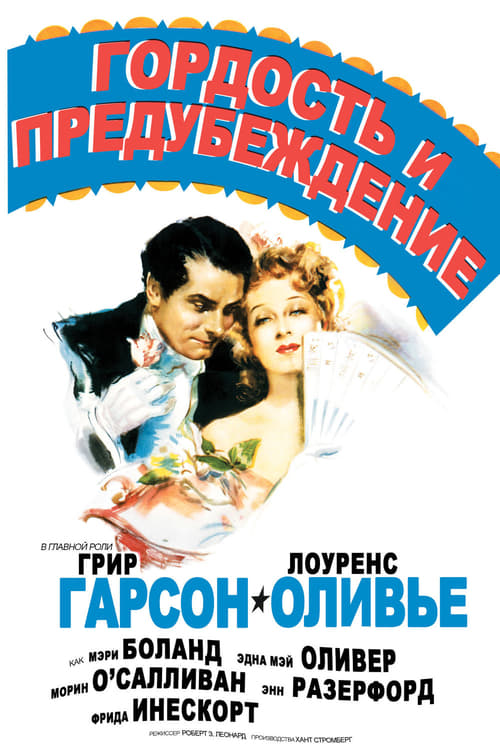 ГОРДОСТЬ И
ПРЕДУБЕЖДЕНИЕ
В ГЛАВНОЙ РОЛИ
ГРИР ЛОУРЕНС
ГАРСОН★ОЛИВЬЕ
КАК МЭРИ БОЛАНД ЭДНА МЭЙ ОЛИВЕР
МОРИН О'САЛЛИВАН ЭНН РАЗЕРФОРД
ФРИДА ИНЕСКОРТ
РЕЖИССЕР РОБЕРТ З. ЛЕОНАРД ПРОИЗВОДСТВА ХАНТ СТРОМБЕРГ